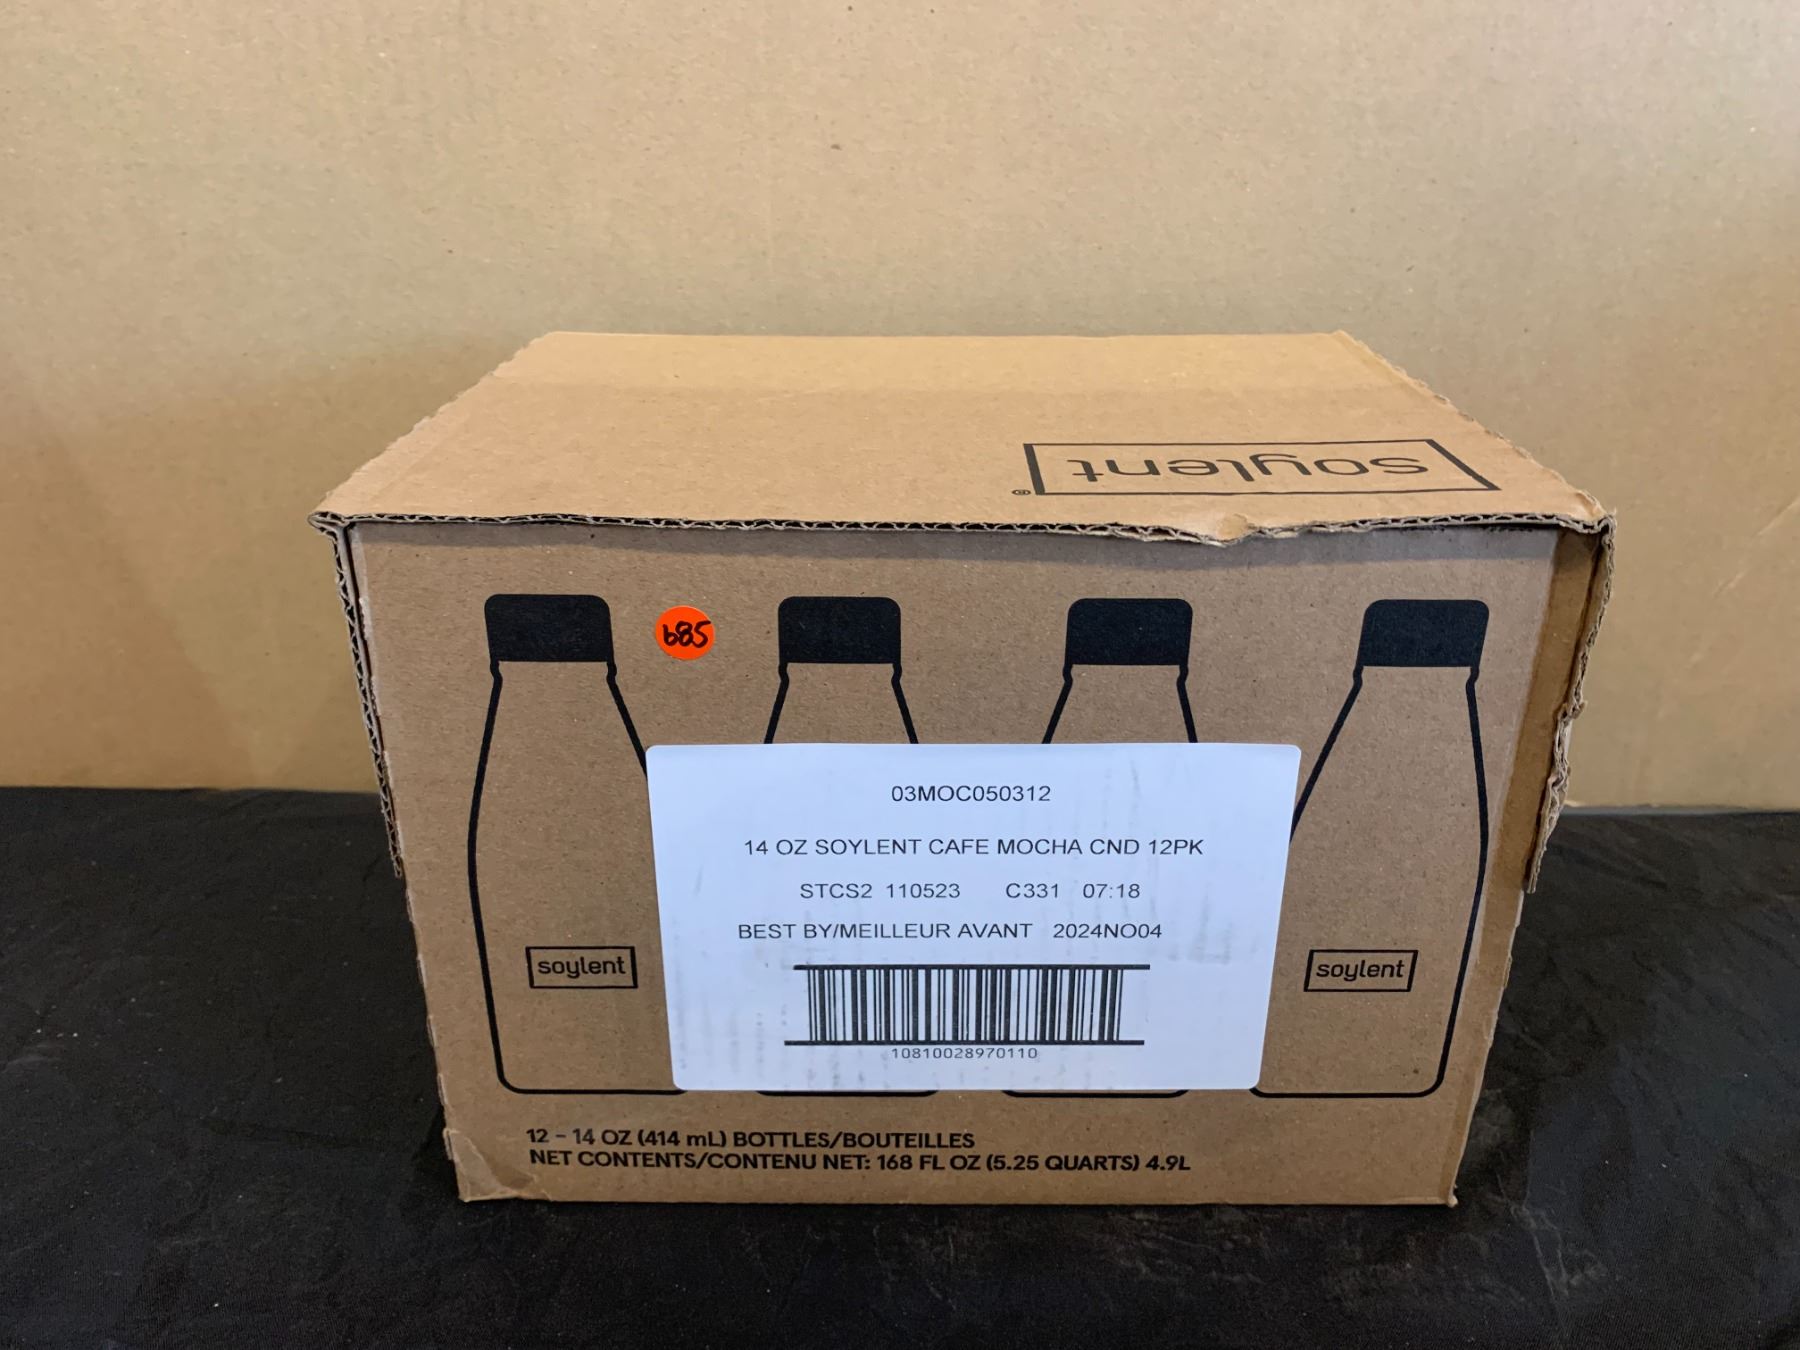 soylent®
b85
03MOC050312
14 OZ SOYLENT CAFE MOCHA CND 12PK
STCS2 110523 C331 07:18
BEST BY/MEILLEUR AVANT 2024NO04
10810028970110
soylent
soylent
12 – 14 OZ (414 mL) BOTTLES/BOUTEILLES
NET CONTENTS/CONTENU NET: 168 FL OZ (5.25 QUARTS) 4.9L